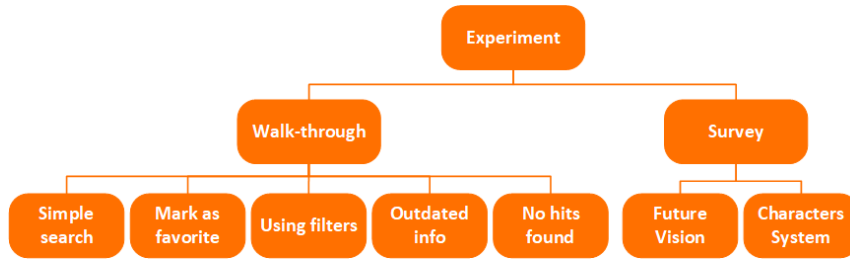 Experiment
Walk-through
Survey
Simple
search
Mark as
favorite
Using filters
Outdated
info
No hits
found
Future
Vision
Characters
System